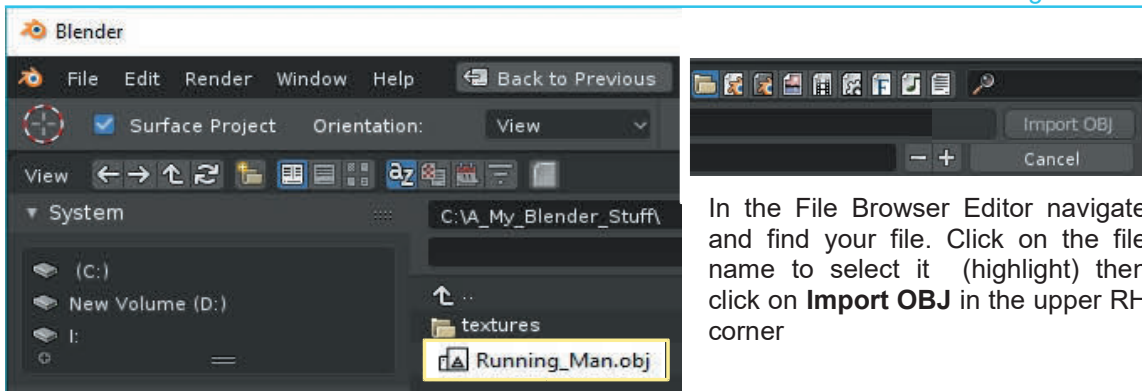 Blender
File Edit Render Window Help Back to Previous
Surface Project Orientation: View
View
System
(C:)
New Volume (D:)
I:
C:\A_My_Blender_Stuff\
..
textures
Running_Man.obj
Import OBJ
Cancel
In the File Browser Editor navigate
and find your file. Click on the file
name to select it (highlight) then
click on Import OBJ in the upper RH
corner